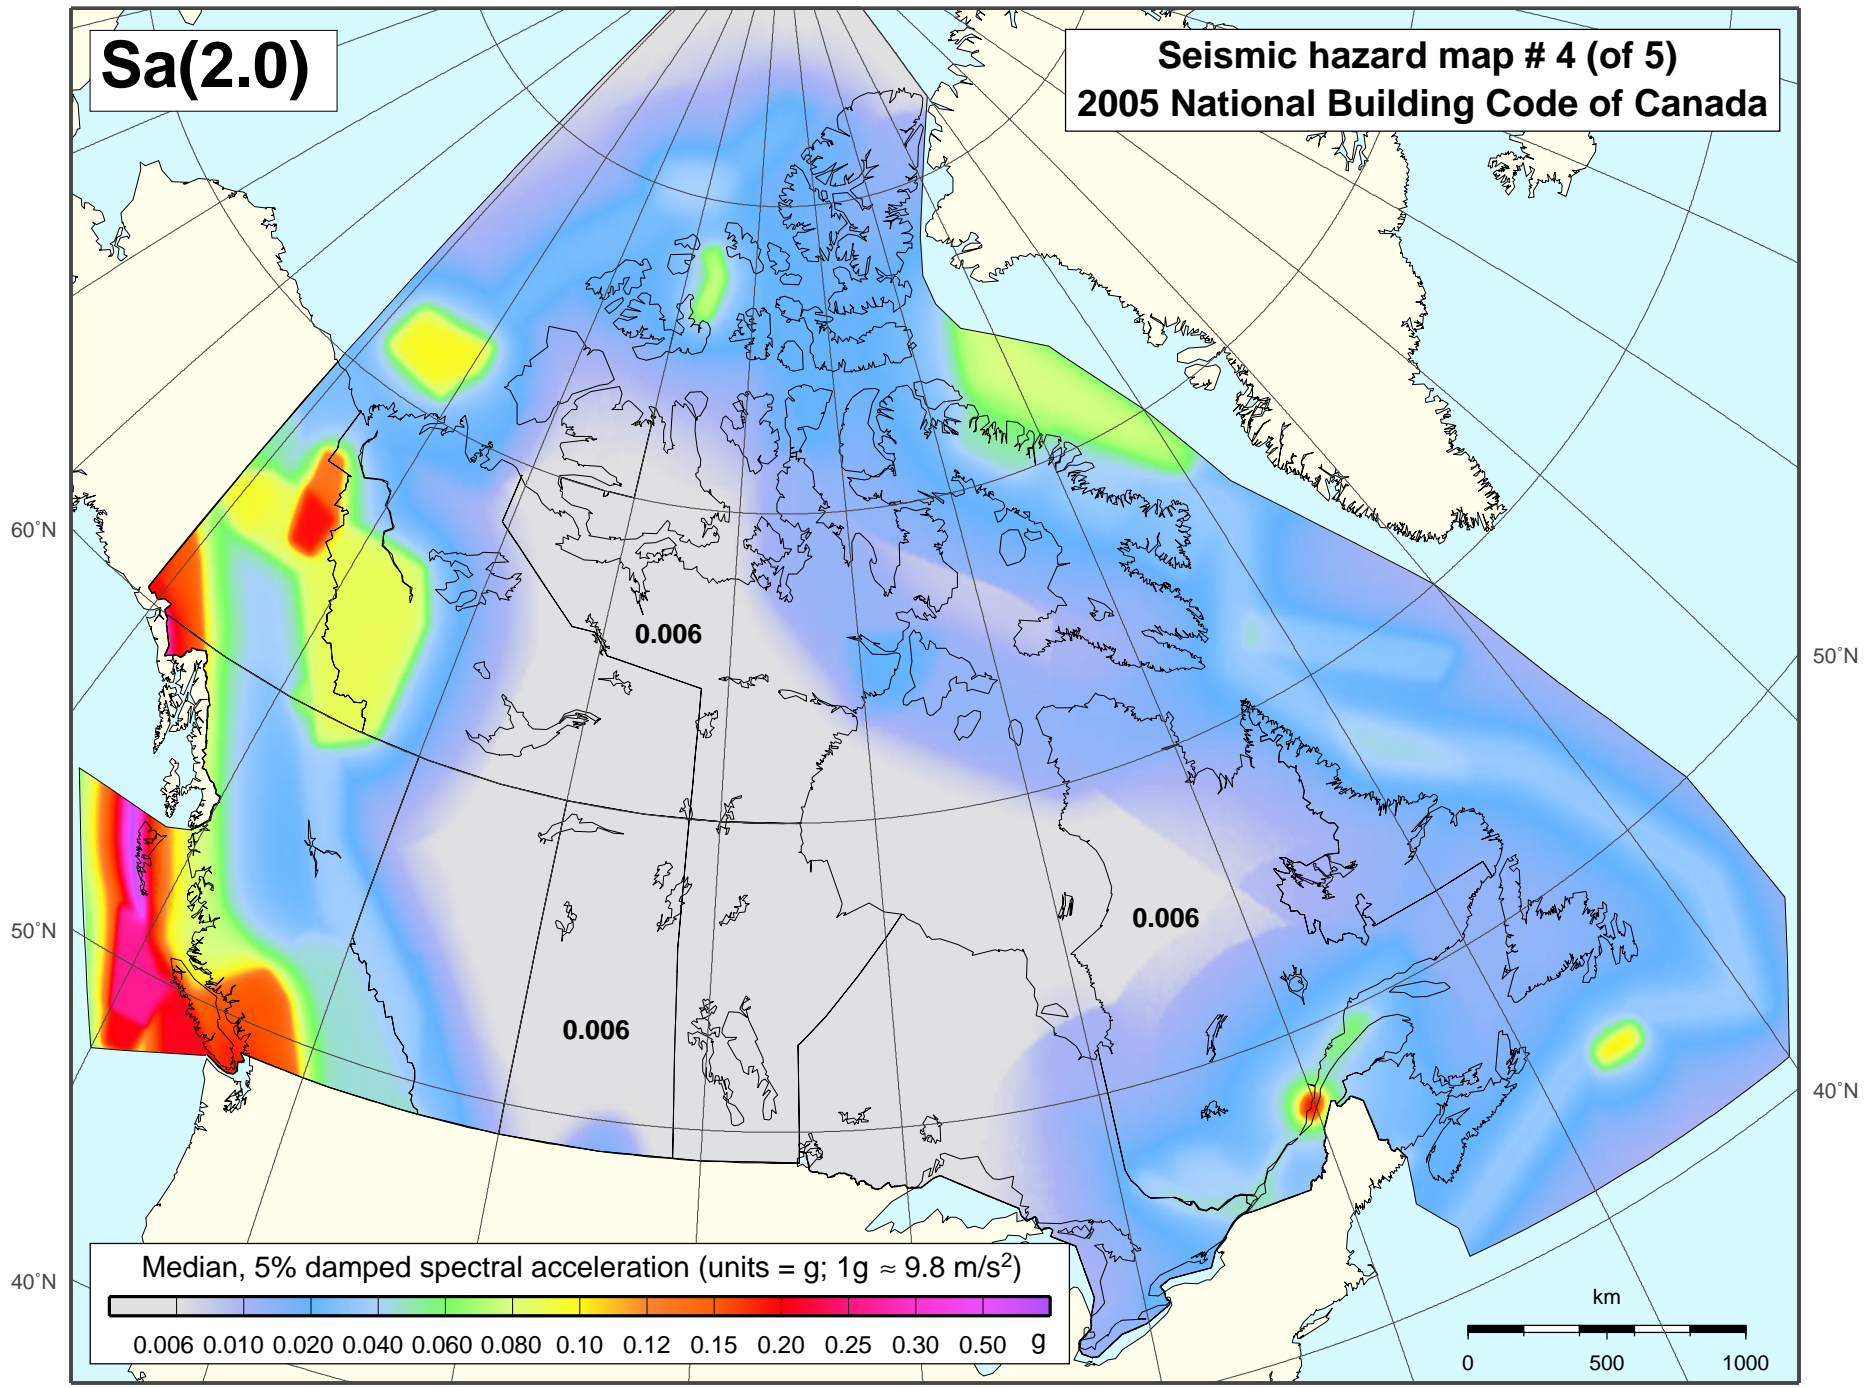 Sa(2.0)
Seismic hazard map # 4 (of 5)
2005 National Building Code of Canada
60°N
50°N
40°N
50°N
40°N
0.006
0.006
0.006
Median, 5% damped spectral acceleration (units = g; 1g ≈ 9.8 m/s²)
0.006 0.010 0.020 0.040 0.060 0.080 0.10 0.12 0.15 0.20 0.25 0.30 0.50 g
km
0 500 1000